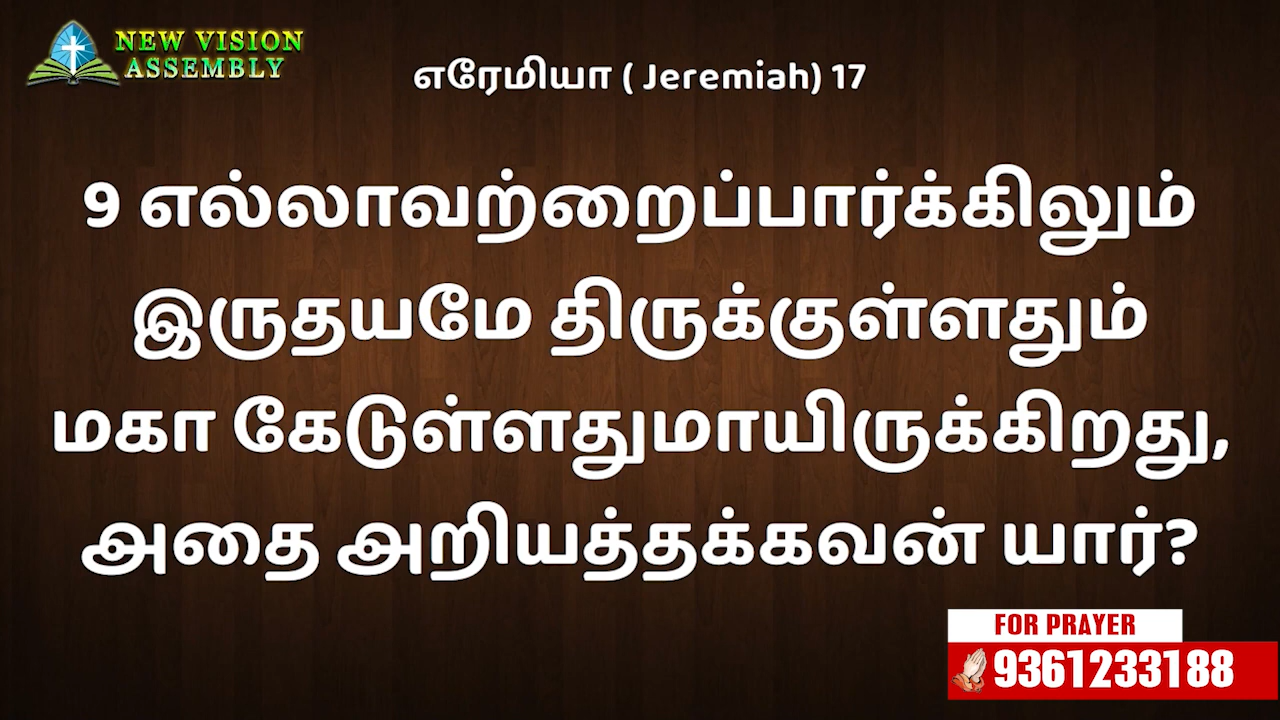 NEW VISION
ASSEMBLY
எரேமியா ( Jeremiah) 17
9 எல்லாவற்றைப்பார்க்கிலும்
இருதயமே திருக்குள்ளதும்
மகா கேடுள்ளதுமாயிருக்கிறது,
அதை அறியத்தக்கவன் யார்?
FOR PRAYER
9361233188